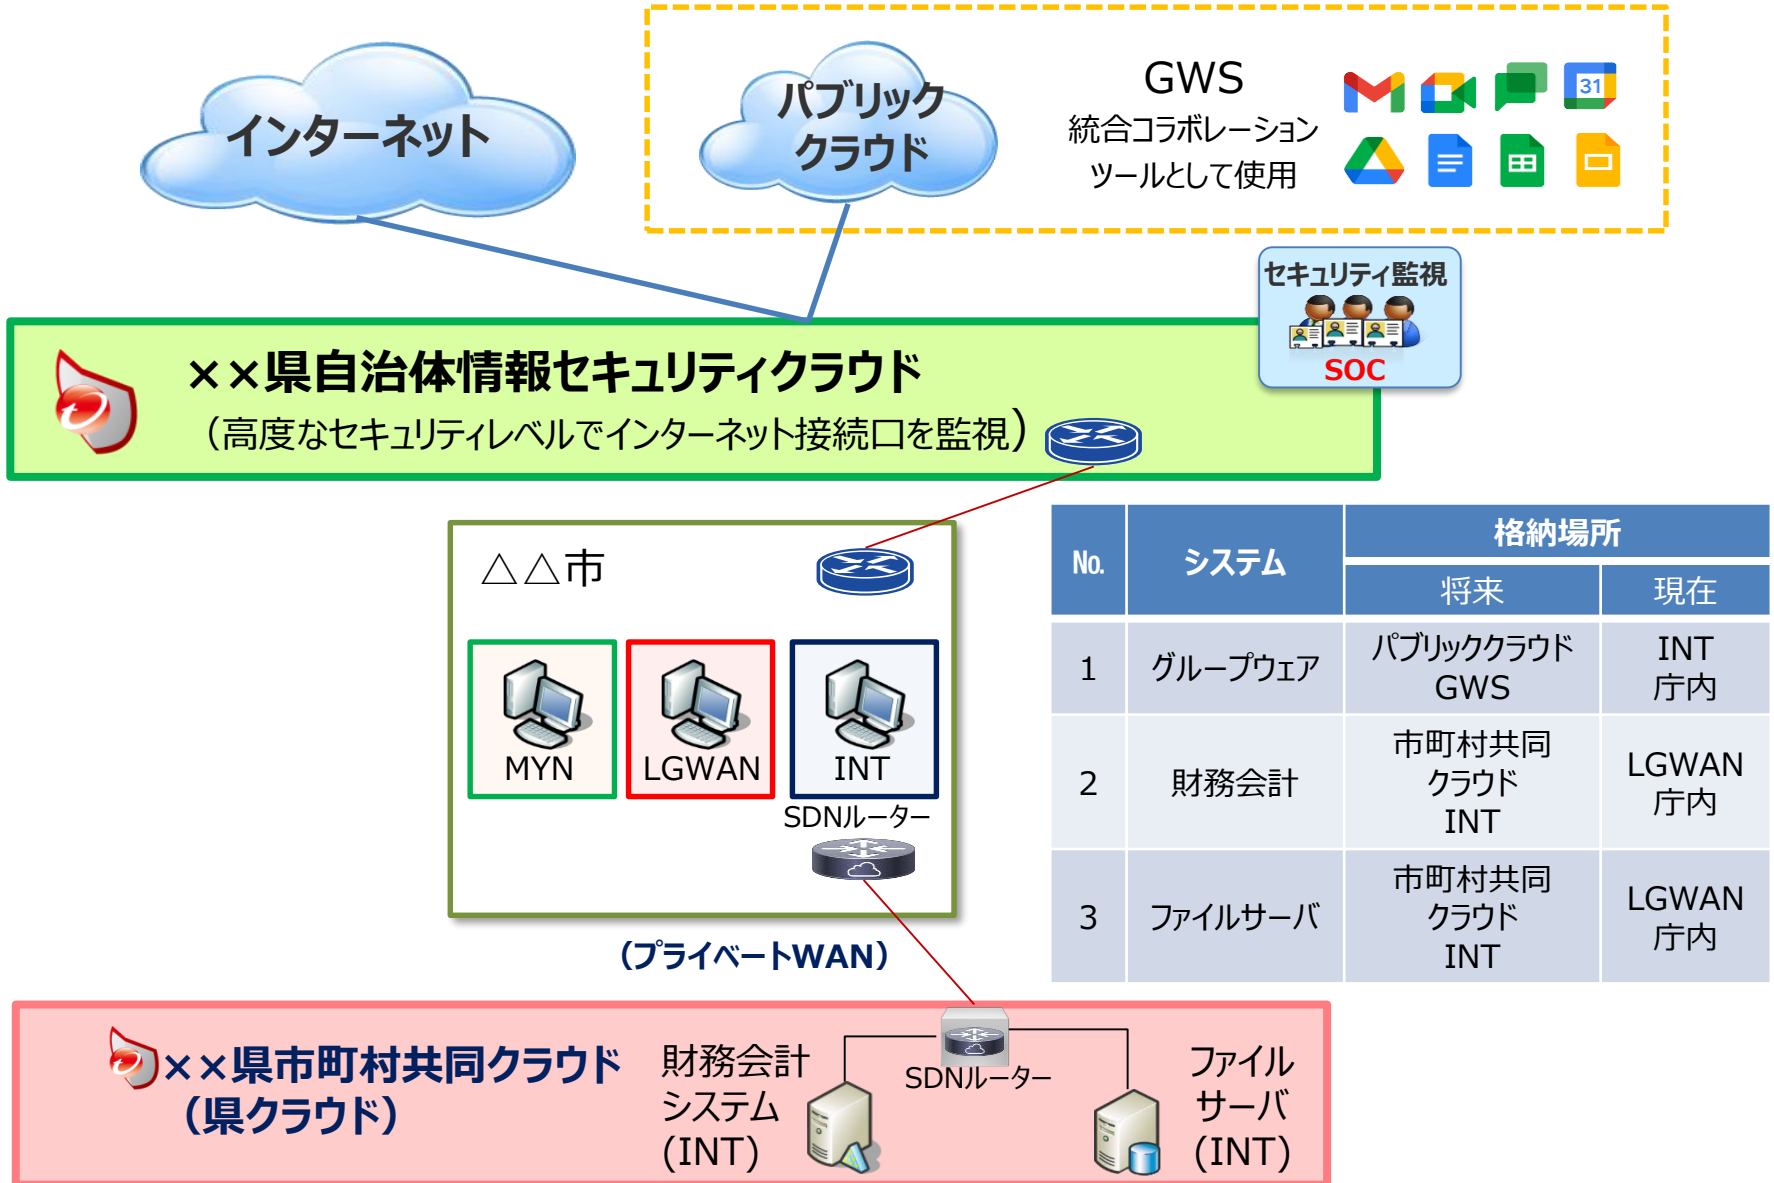 インターネット
パブリック
クラウド
GWS
統合コラボレーション
ツールとして使用
31
セキュリティ監視
SOC
××県自治体情報セキュリティクラウド
（高度なセキュリティレベルでインターネット接続口を監視）
△△市
MYN
LGWAN
INT
SDNルーター
（プライベートWAN）
No.
システム
格納場所
将来
現在
1
グループウェア
パブリッククラウド
GWS
INT
庁内
2
財務会計
市町村共同
クラウド
INT
LGWAN
庁内
3
ファイルサーバ
市町村共同
クラウド
INT
LGWAN
庁内
××県市町村共同クラウド
（県クラウド）
財務会計
システム
(INT)
SDNルーター
ファイル
サーバ
(INT)